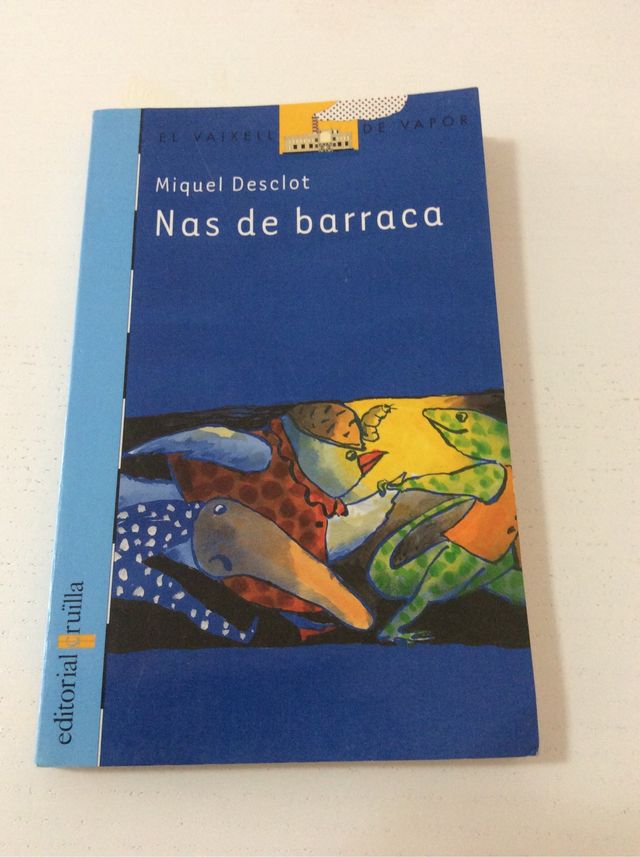 EL VAIXELL DE VAPOR
Miquel Desclot
Nas de barraca
editorial cruïlla